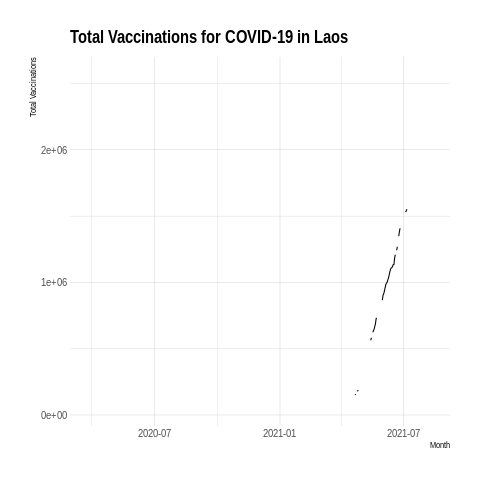 Total Vaccinations for COVID-19 in Laos
Total Vaccinations
2e+06
1e+06
0e+00
2020-07
2021-01
2021-07
Month